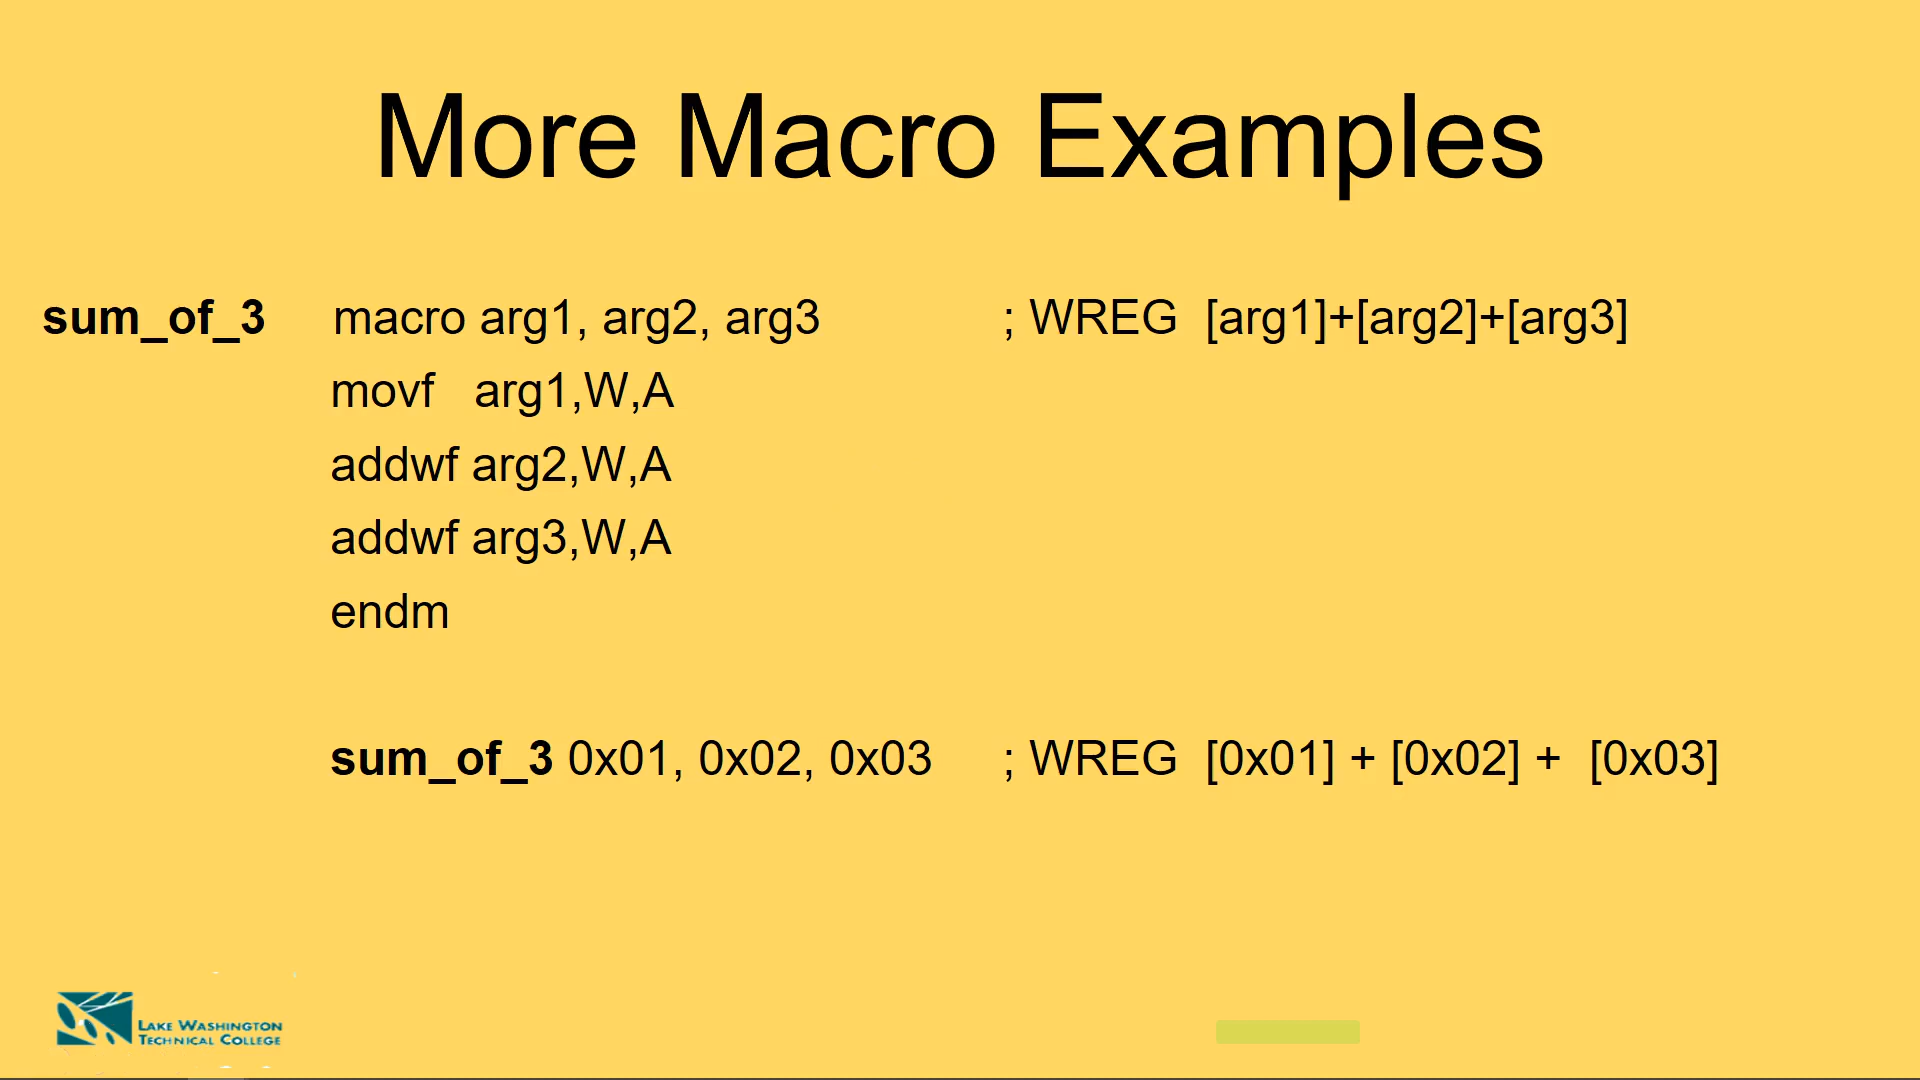 More Macro Examples
sum_of_3 macro arg1, arg2, arg3 ; WREG [arg1]+[arg2]+[arg3]
movf arg1,W,A
addwf arg2,W,A
addwf arg3,W,A
endm
sum_of_3 0x01, 0x02, 0x03 ; WREG [0x01] + [0x02] + [0x03]
LAKE WASHINGTON
TECHNICAL COLLEGE